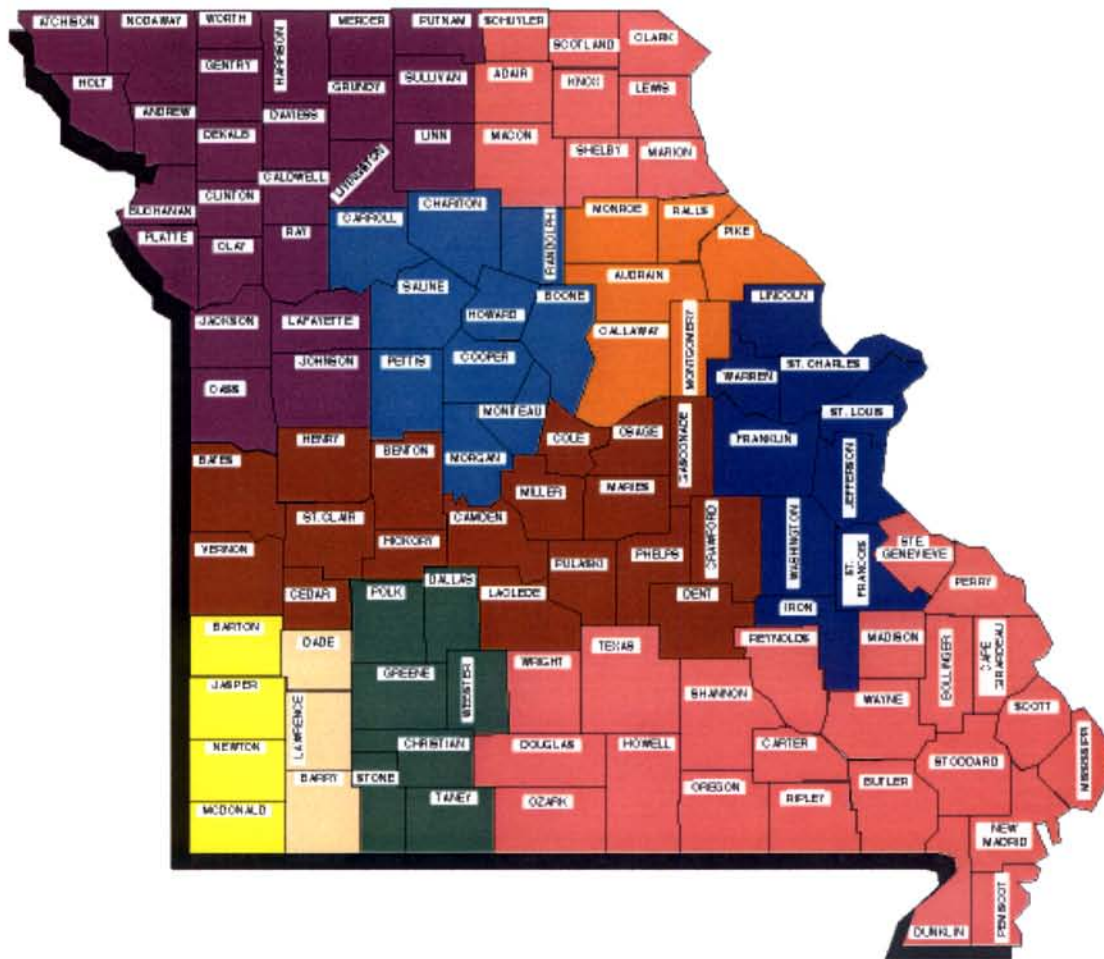 ATCHISON
NODAWAY
WORTH
HARRISON
MERCER
PUTNAM
SCHUYLER
SCOTLAND
CLARK
HOLT
GENTRY
GRUNDY
SULLIVAN
ADAIR
KNOX
LEWIS
ANDREW
DEKALB
DAVIESS
LINN
MACON
SHELBY
MARION
BUCHANAN
CLINTON
CALDWELL
LIVINGSTON
CHARITON
CARROLL
RANDOLPH
MONROE
RALLS
PIKE
PLATTE
CLAY
RAY
SALINE
HOWARD
BOONE
AUDRAIN
LINCOLN
JACKSON
LAFAYETTE
CALLAWAY
MONTGOMERY
JOHNSON
PETTIS
COOPER
WARREN
ST. CHARLES
CASS
MONITEAU
ST. LOUIS
HENRY
BENTON
MORGAN
COLE
OSAGE
GASCONADE
FRANKLIN
JEFFERSON
BATES
MILLER
MARIES
ST. CLAIR
CAMDEN
CRAWFORD
WASHINGTON
STE.
GENEVIEVE
VERNON
HICKORY
PULASKI
PHELPS
ST.
FRANCOIS
PERRY
CEDAR
POLK
DALLAS
LACLEDE
DENT
IRON
BARTON
DADE
TEXAS
REYNOLDS
MADISON
BOLLINGER
CAPE
GIRARDEAU
JASPER
LAWRENCE
GREENE
WEBSTER
WRIGHT
SHANNON
WAYNE
SCOTT
NEWTON
CHRISTIAN
DOUGLAS
HOWELL
CARTER
STODDARD
MISSISSIPPI
MCDONALD
BARRY
STONE
TANEY
OZARK
OREGON
RIPLEY
BUTLER
NEW
MADRID
DUNKLIN
PEMISCOT